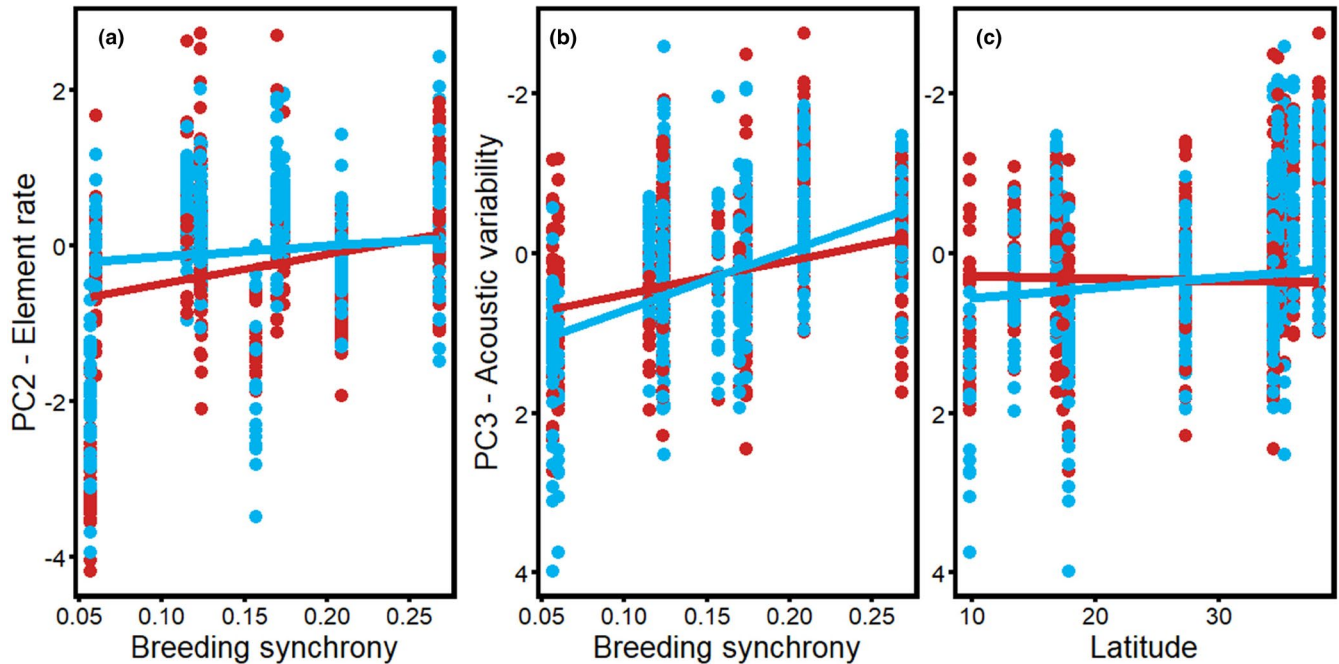 (a)
PC2 - Element rate
2
0
-2
-4
0.05 0.10 0.15 0.20 0.25
Breeding synchrony
(b)
PC3 - Acoustic variability
-2
0
2
4
0.05 0.10 0.15 0.20 0.25
Breeding synchrony
(c)
-2
0
2
4
10 20 30
Latitude